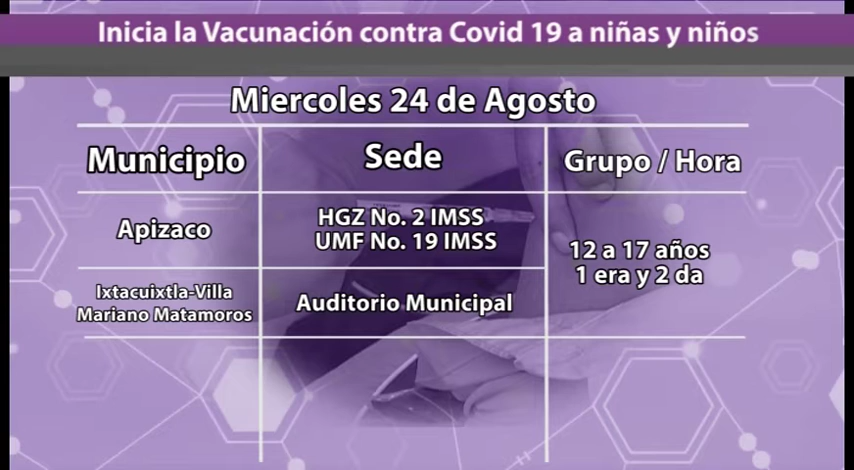 Inicia la Vacunación contra Covid 19 a niñas y niños
Miercoles 24 de Agosto
Municipio
Sede
Grupo / Hora
Apizaco
HGZ No. 2 IMSS
UMF No. 19 IMSS
12 a 17 años
1 era y 2 da
Ixtacuixtla-Villa
Mariano Matamoros
Auditorio Municipal